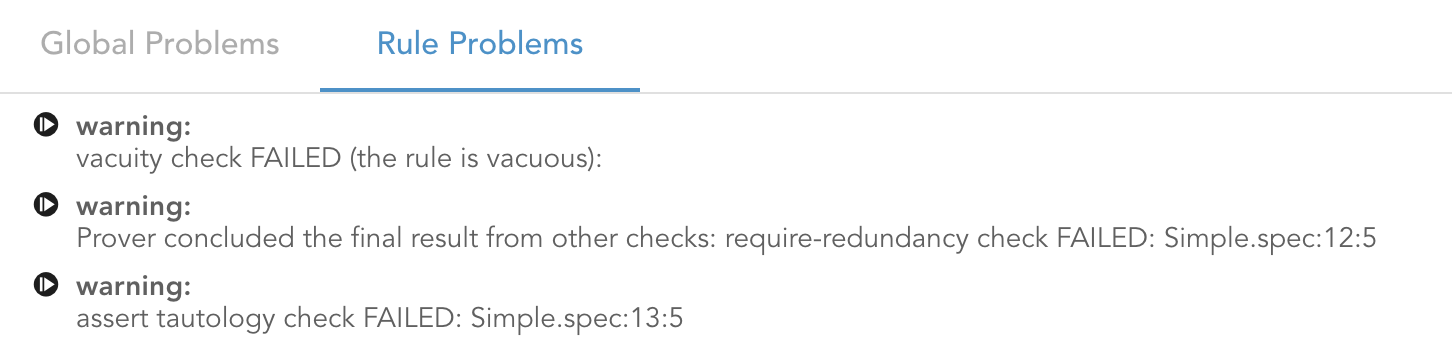 Global Problems Rule Problems
warning:
vacuity check FAILED (the rule is vacuous):
warning:
Prover concluded the final result from other checks: require-redundancy check FAILED: Simple.spec:12:5
warning:
assert tautology check FAILED: Simple.spec:13:5